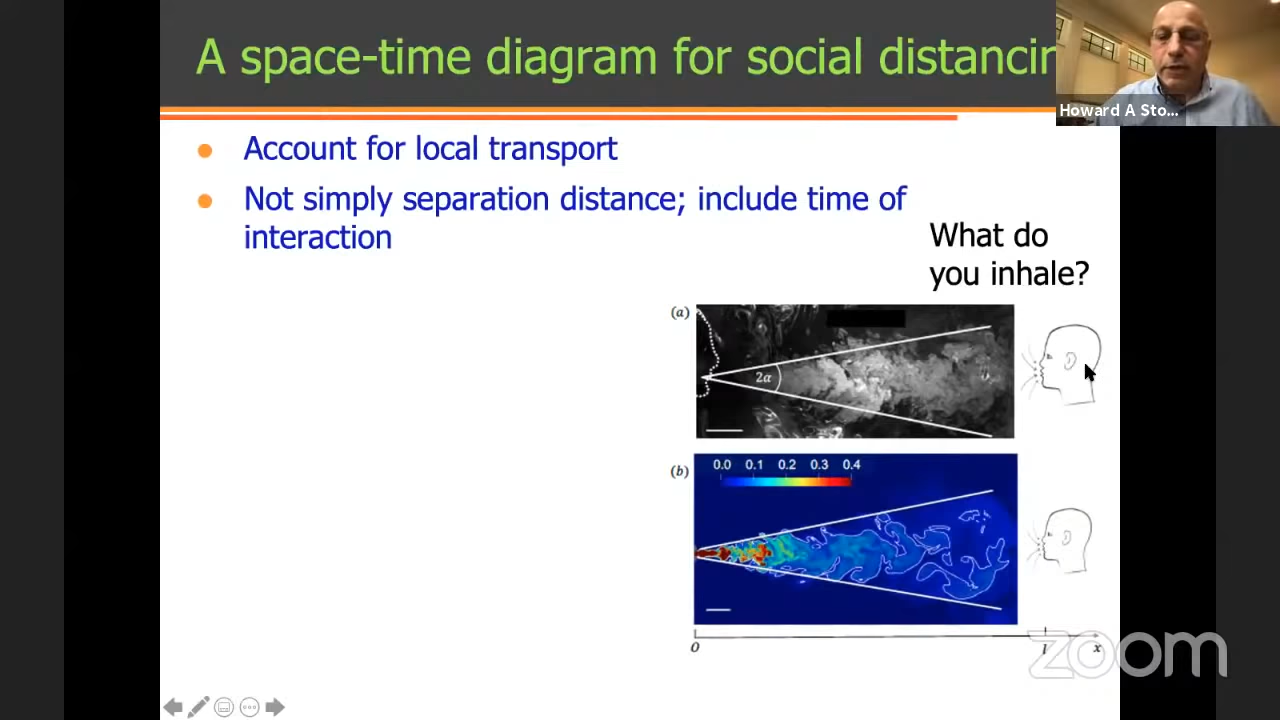 A space-time diagram for social distancin
Howard A Sto...
Account for local transport
Not simply separation distance; include time of
interaction
What do
you inhale?
(a)
2α
(b)
0.0 0.1 0.2 0.3 0.4
O l x
zoom